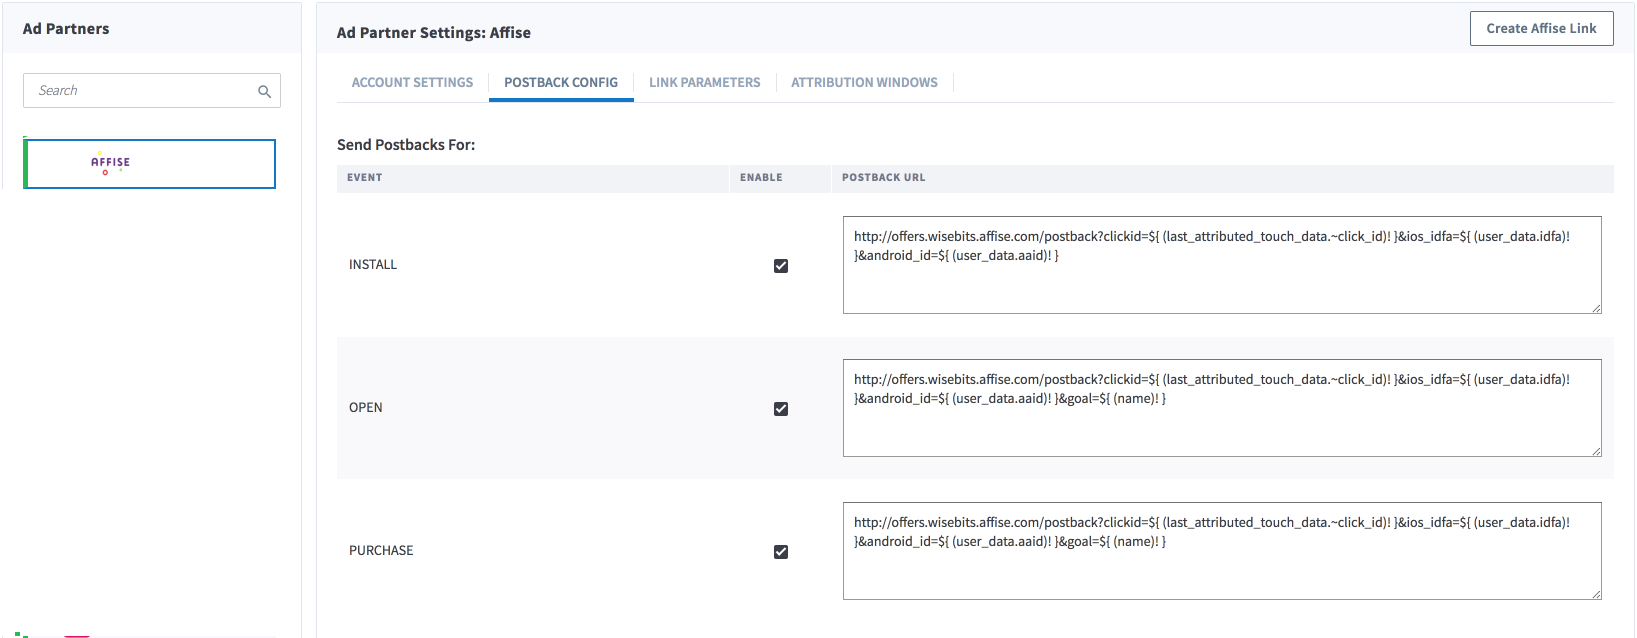 Ad Partners
Search
AFFISE
Ad Partner Settings: Affise
Create Affise Link
ACCOUNT SETTINGS
POSTBACK CONFIG
LINK PARAMETERS
ATTRIBUTION WINDOWS
Send Postbacks For:
EVENT
ENABLE
POSTBACK URL
INSTALL
http://offers.wisebits.affise.com/postback?clickid=${ (last_attributed_touch_data.~click_id)! }&ios_idfa=${ (user_data.idfa)!
}&android_id=${ (user_data.aaid)! }
OPEN
http://offers.wisebits.affise.com/postback?clickid=${ (last_attributed_touch_data.~click_id)! }&ios_idfa=${ (user_data.idfa)!
}&android_id=${ (user_data.aaid)! }&goal=${ (name)! }
PURCHASE
http://offers.wisebits.affise.com/postback?clickid=${ (last_attributed_touch_data.~click_id)! }&ios_idfa=${ (user_data.idfa)!
}&android_id=${ (user_data.aaid)! }&goal=${ (name)! }